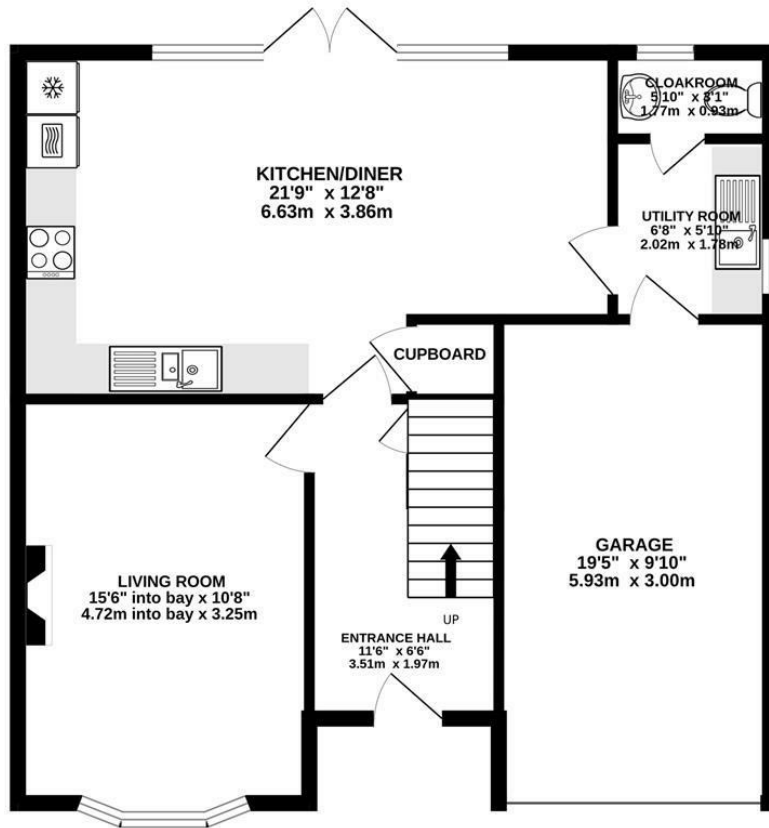 CLOAKROOM
5'10" x 3'1"
1.77m x 0.93m
KITCHEN/DINER
21'9" x 12'8"
6.63m x 3.86m
UTILITY ROOM
6'8" x 5'10"
2.02m x 1.78m
CUPBOARD
GARAGE
19'5" x 9'10"
5.93m x 3.00m
LIVING ROOM
15'6" into bay x 10'8"
4.72m into bay x 3.25m
UP
ENTRANCE HALL
11'6" x 6'6"
3.51m x 1.97m